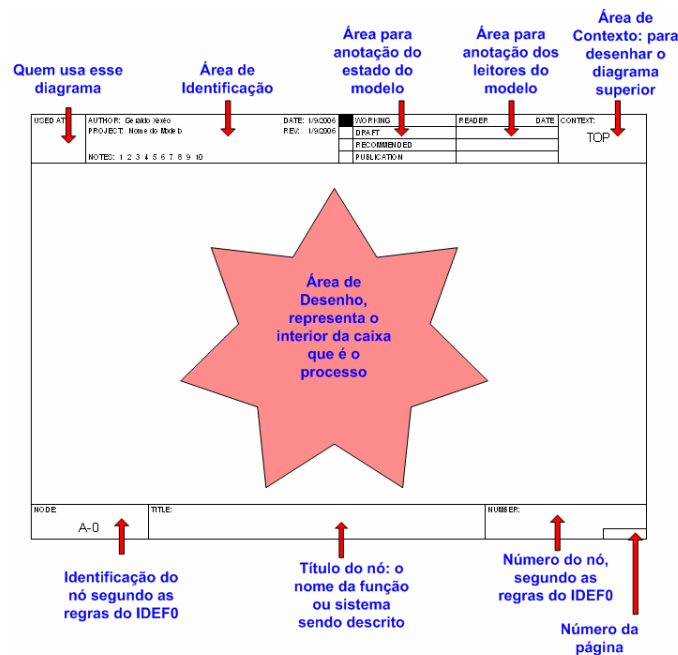 Quem usa esse
diagrama
Área de
Identificação
Área para
anotação do
estado do
modelo
Área para
anotação dos
leitores do
modelo
Área de
Contexto: para
desenhar o
diagrama
superior
USED AT:
AUTHOR: Geraldo Xexéo
DATE: 1/9/2006
PROJECT: Nome do Modelo
REV: 1/9/2006
NOTES: 1 2 3 4 5 6 7 8 9 10
WORKING
DRAFT
RECOMMENDED
PUBLICATION
READER
DATE
CONTEXT:
TOP
Área de
Desenho,
representa o
interior da caixa
que é o
processo
NODE:
A-0
TITLE:
NUMBER:
Identificação do
nó segundo as
regras do IDEF0
Título do nó: o
nome da função
ou sistema
sendo descrito
Número do nó,
segundo as
regras do IDEF0
Número da
página